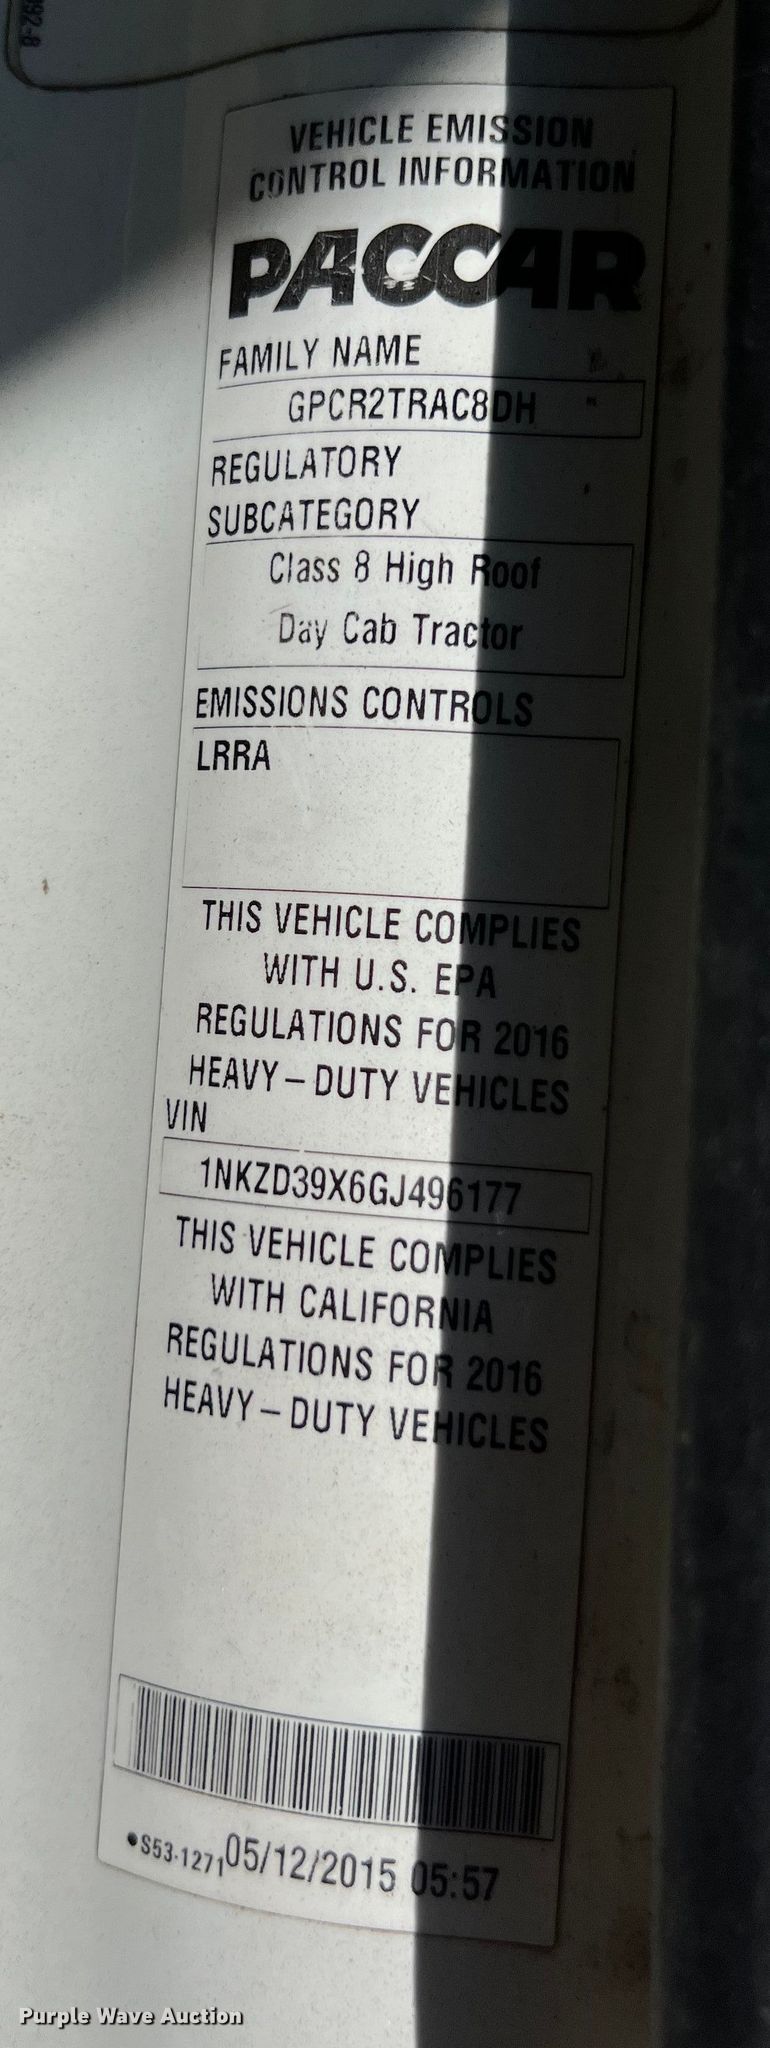 92-8
VEHICLE EMISSION
CONTROL INFORMATION
PACCAR
FAMILY NAME
GPCR2TRAC8DH
REGULATORY
SUBCATEGORY
Class 8 High Roof
Day Cab Tractor
EMISSIONS CONTROLS
LRRA
THIS VEHICLE COMPLIES
WITH U.S. EPA
REGULATIONS FOR 2016
HEAVY-DUTY VEHICLES
VIN
1NKZD39X6GJ496177
THIS VEHICLE COMPLIES
WITH CALIFORNIA
REGULATIONS FOR 2016
HEAVY-DUTY VEHICLES
•S53-1271 05/12/2015 05:57
Purple Wave Auction